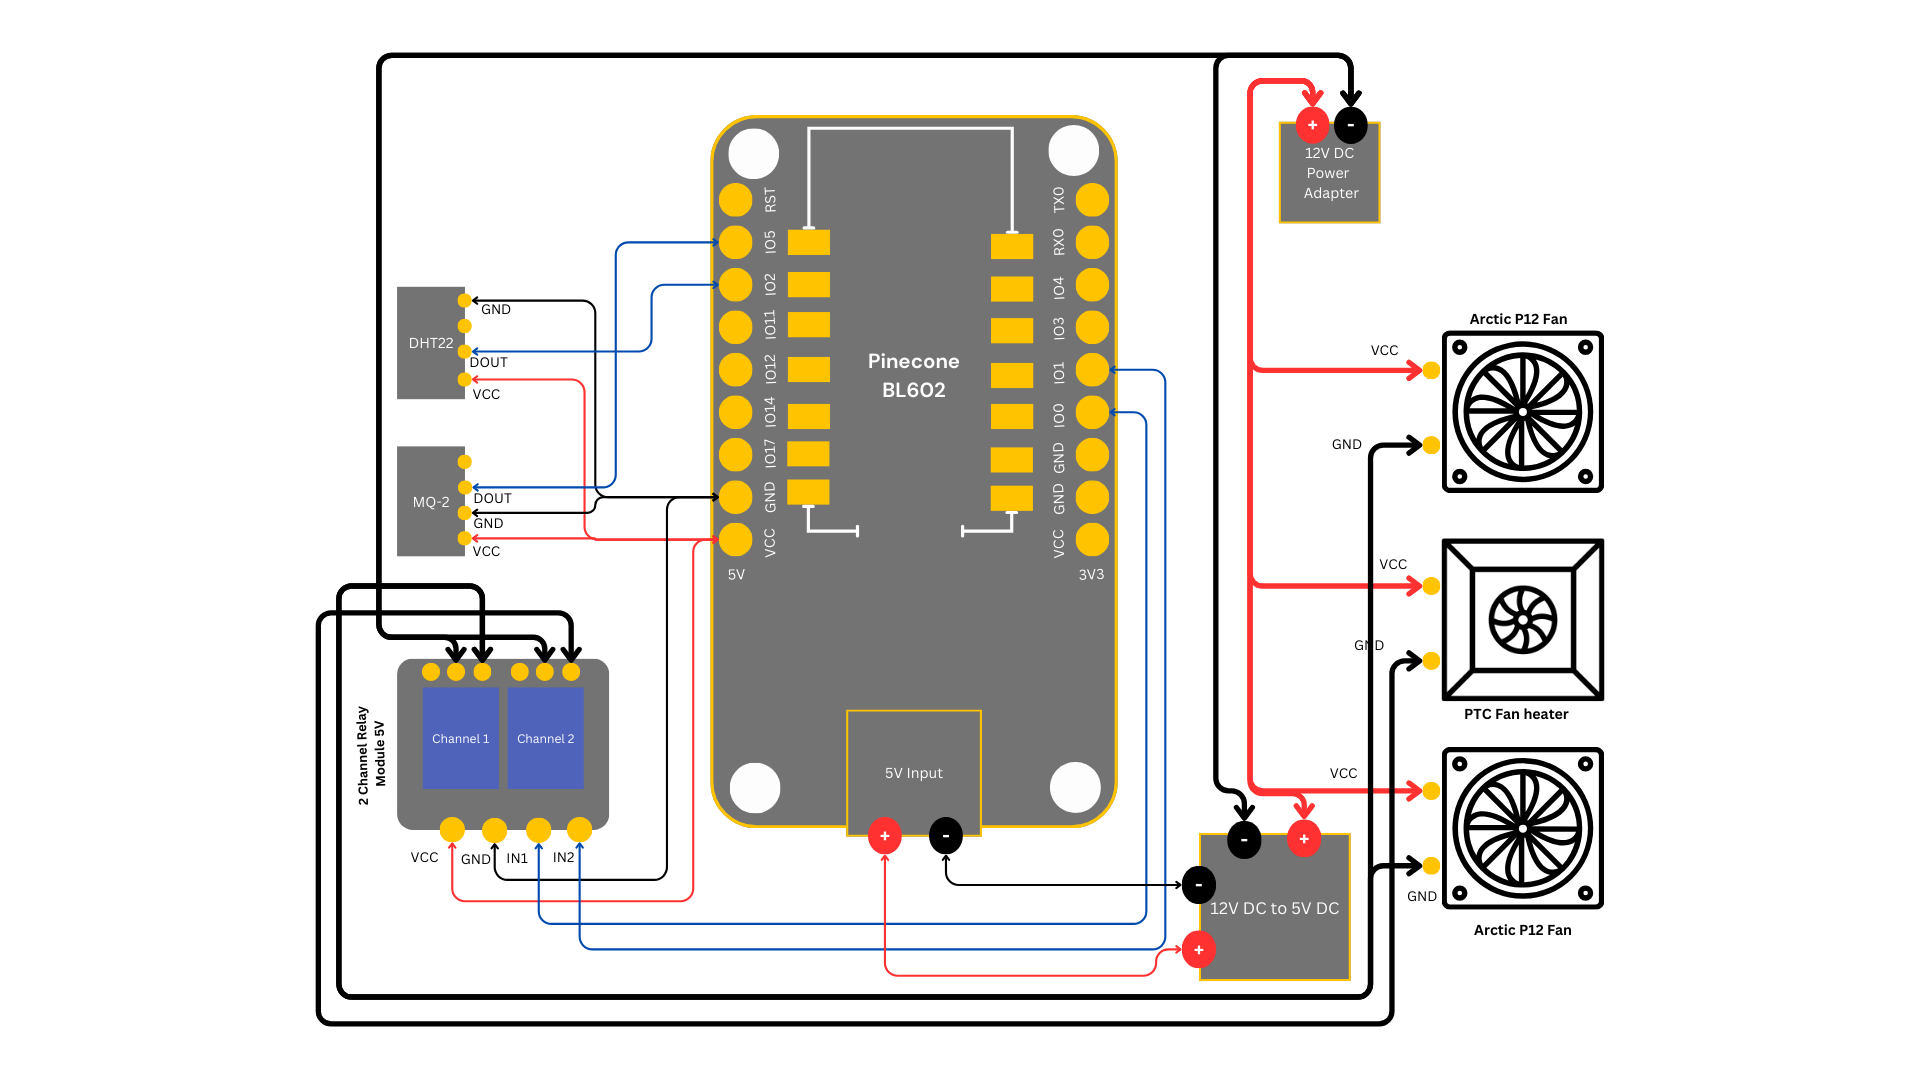 +
-
12V DC
Power
Adapter
RST
IO5
IO2
IO11
IO12
IO14
IO17
GND
VCC
5V
TX0
RX0
IO4
IO3
IO1
IO0
GND
GND
VCC
3V3
Pinecone
BL602
5V Input
+
-
DHT22
GND
DOUT
VCC
MQ-2
DOUT
GND
VCC
2 Channel Relay
Module 5V
Channel 1
Channel 2
VCC
GND
IN1
IN2
Arctic P12 Fan
VCC
GND
VCC
GND
PTC Fan heater
VCC
GND
Arctic P12 Fan
-
+
-
12V DC to 5V DC
+